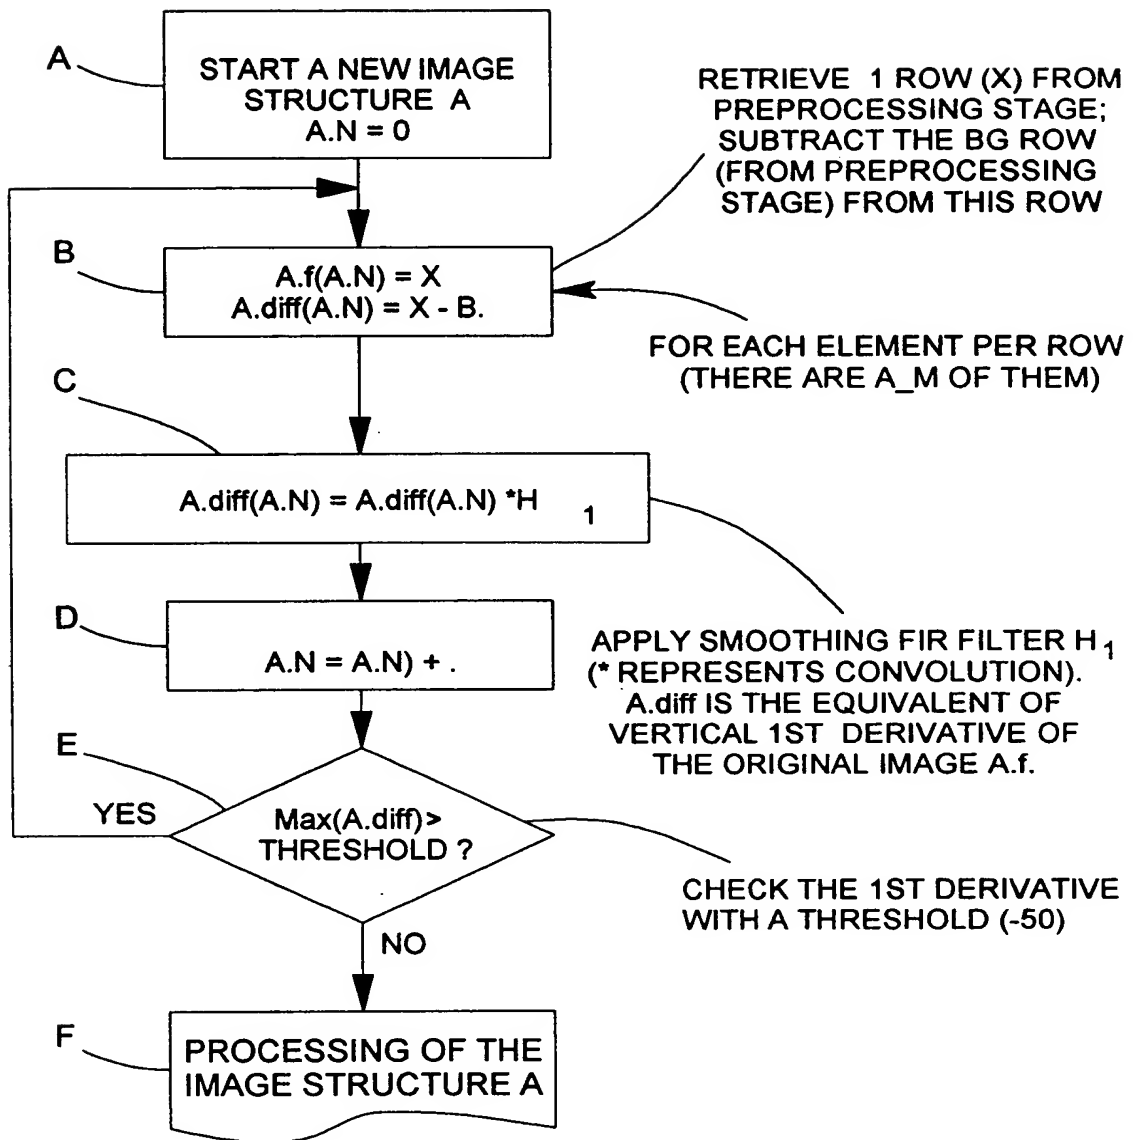 A
START A NEW IMAGE
STRUCTURE A
A.N = 0
RETRIEVE 1 ROW (X) FROM
PREPROCESSING STAGE;
SUBTRACT THE BG ROW
(FROM PREPROCESSING
STAGE) FROM THIS ROW
B
A.f(A.N) = X
A.diff(A.N) = X - B.
FOR EACH ELEMENT PER ROW
(THERE ARE A_M OF THEM)
C
A.diff(A.N) = A.diff(A.N) *H 1
D
A.N = A.N) + .
APPLY SMOOTHING FIR FILTER H1
(* REPRESENTS CONVOLUTION).
A.diff IS THE EQUIVALENT OF
VERTICAL 1ST DERIVATIVE OF
THE ORIGINAL IMAGE A.f.
E
YES
Max(A.diff)>
THRESHOLD ?
CHECK THE 1ST DERIVATIVE
WITH A THRESHOLD (-50)
NO
F
PROCESSING OF THE
IMAGE STRUCTURE A